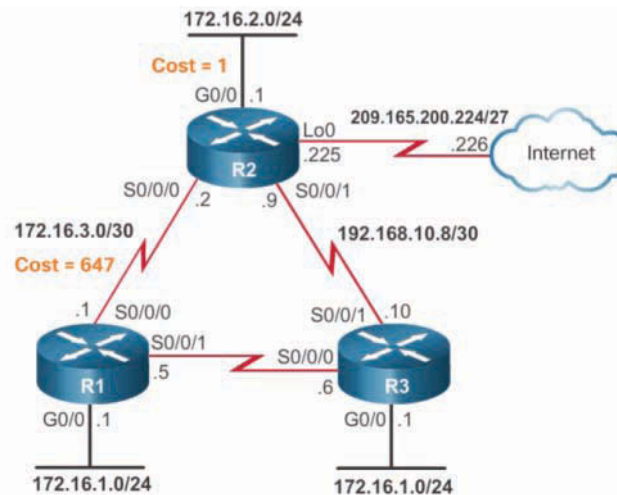 172.16.2.0/24
Cost = 1
G0/0 .1
209.165.200.224/27
Lo0
.226
Internet
.225
R2
S0/0/0
S0/0/1
.2
.9
172.16.3.0/30
192.168.10.8/30
Cost = 647
.1
.10
S0/0/0
S0/0/1
S0/0/1
S0/0/0
R1
.5
.6
R3
G0/0 .1
G0/0 .1
172.16.1.0/24
172.16.1.0/24